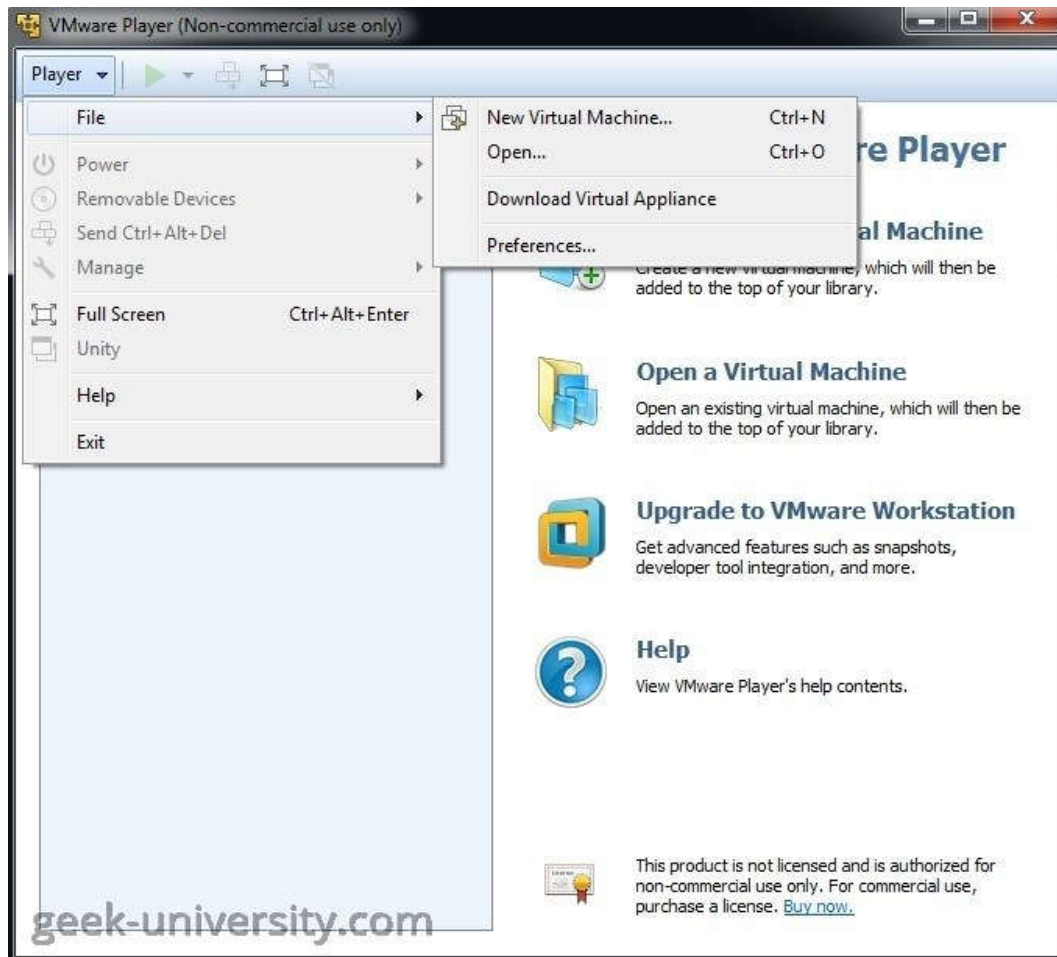 VMware Player (Non-commercial use only)
Player
File
New Virtual Machine... Ctrl+N
Open... Ctrl+O
Download Virtual Appliance
Preferences...
Power
Removable Devices
Send Ctrl+Alt+Del
Manage
Full Screen Ctrl+Alt+Enter
Unity
Help
Exit
re Player
al Machine
Create a new virtual machine, which will then be
added to the top of your library.
Open a Virtual Machine
Open an existing virtual machine, which will then be
added to the top of your library.
Upgrade to VMware Workstation
Get advanced features such as snapshots,
developer tool integration, and more.
Help
View VMware Player's help contents.
This product is not licensed and is authorized for
non-commercial use only. For commercial use,
purchase a license. Buy now.
geek-university.com